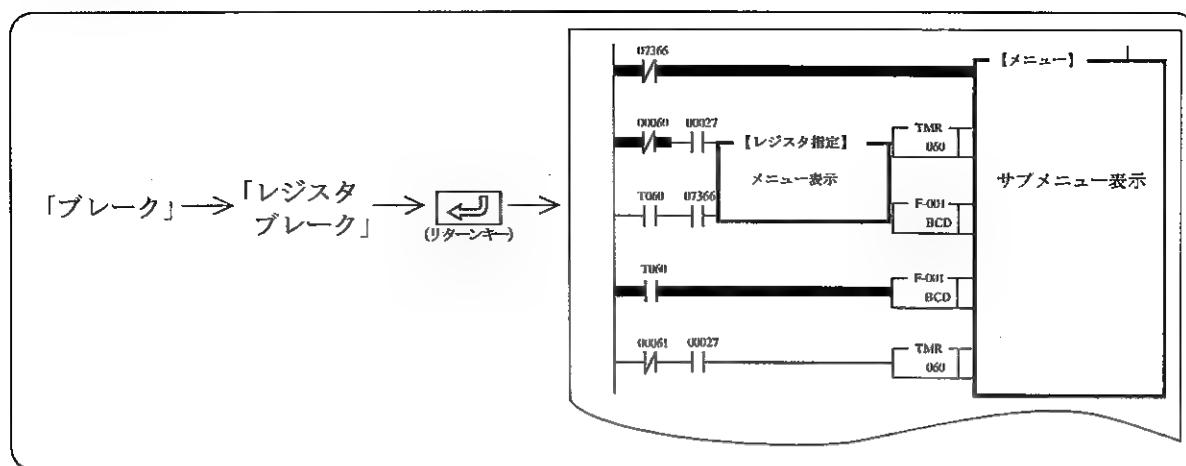 「ブレーク」
「レジスタ
ブレーク」
(リターンキー)
07366
【メニュー】
サブメニュー表示
00060 00027
【レジスタ指定】
メニュー表示
TMR
060
T060 07366
F-001
BCD
T060
F-001
BCD
00061 00027
TMR
060